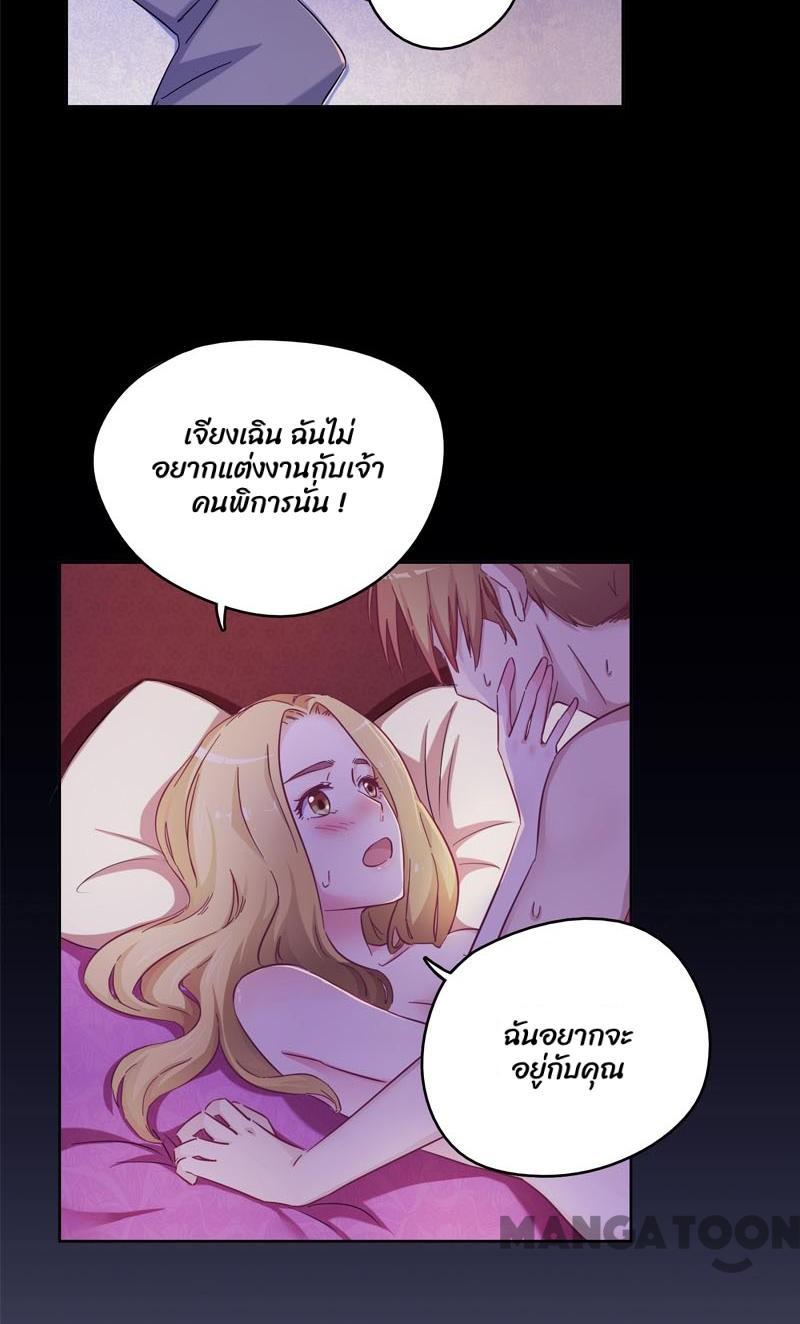 เจียงเฉิน ฉันไม่
อยากแต่งงานกับเจ้า
คนพิการนั่น !
ฉันอยากจะ
อยู่กับคุณ
MANGATOON